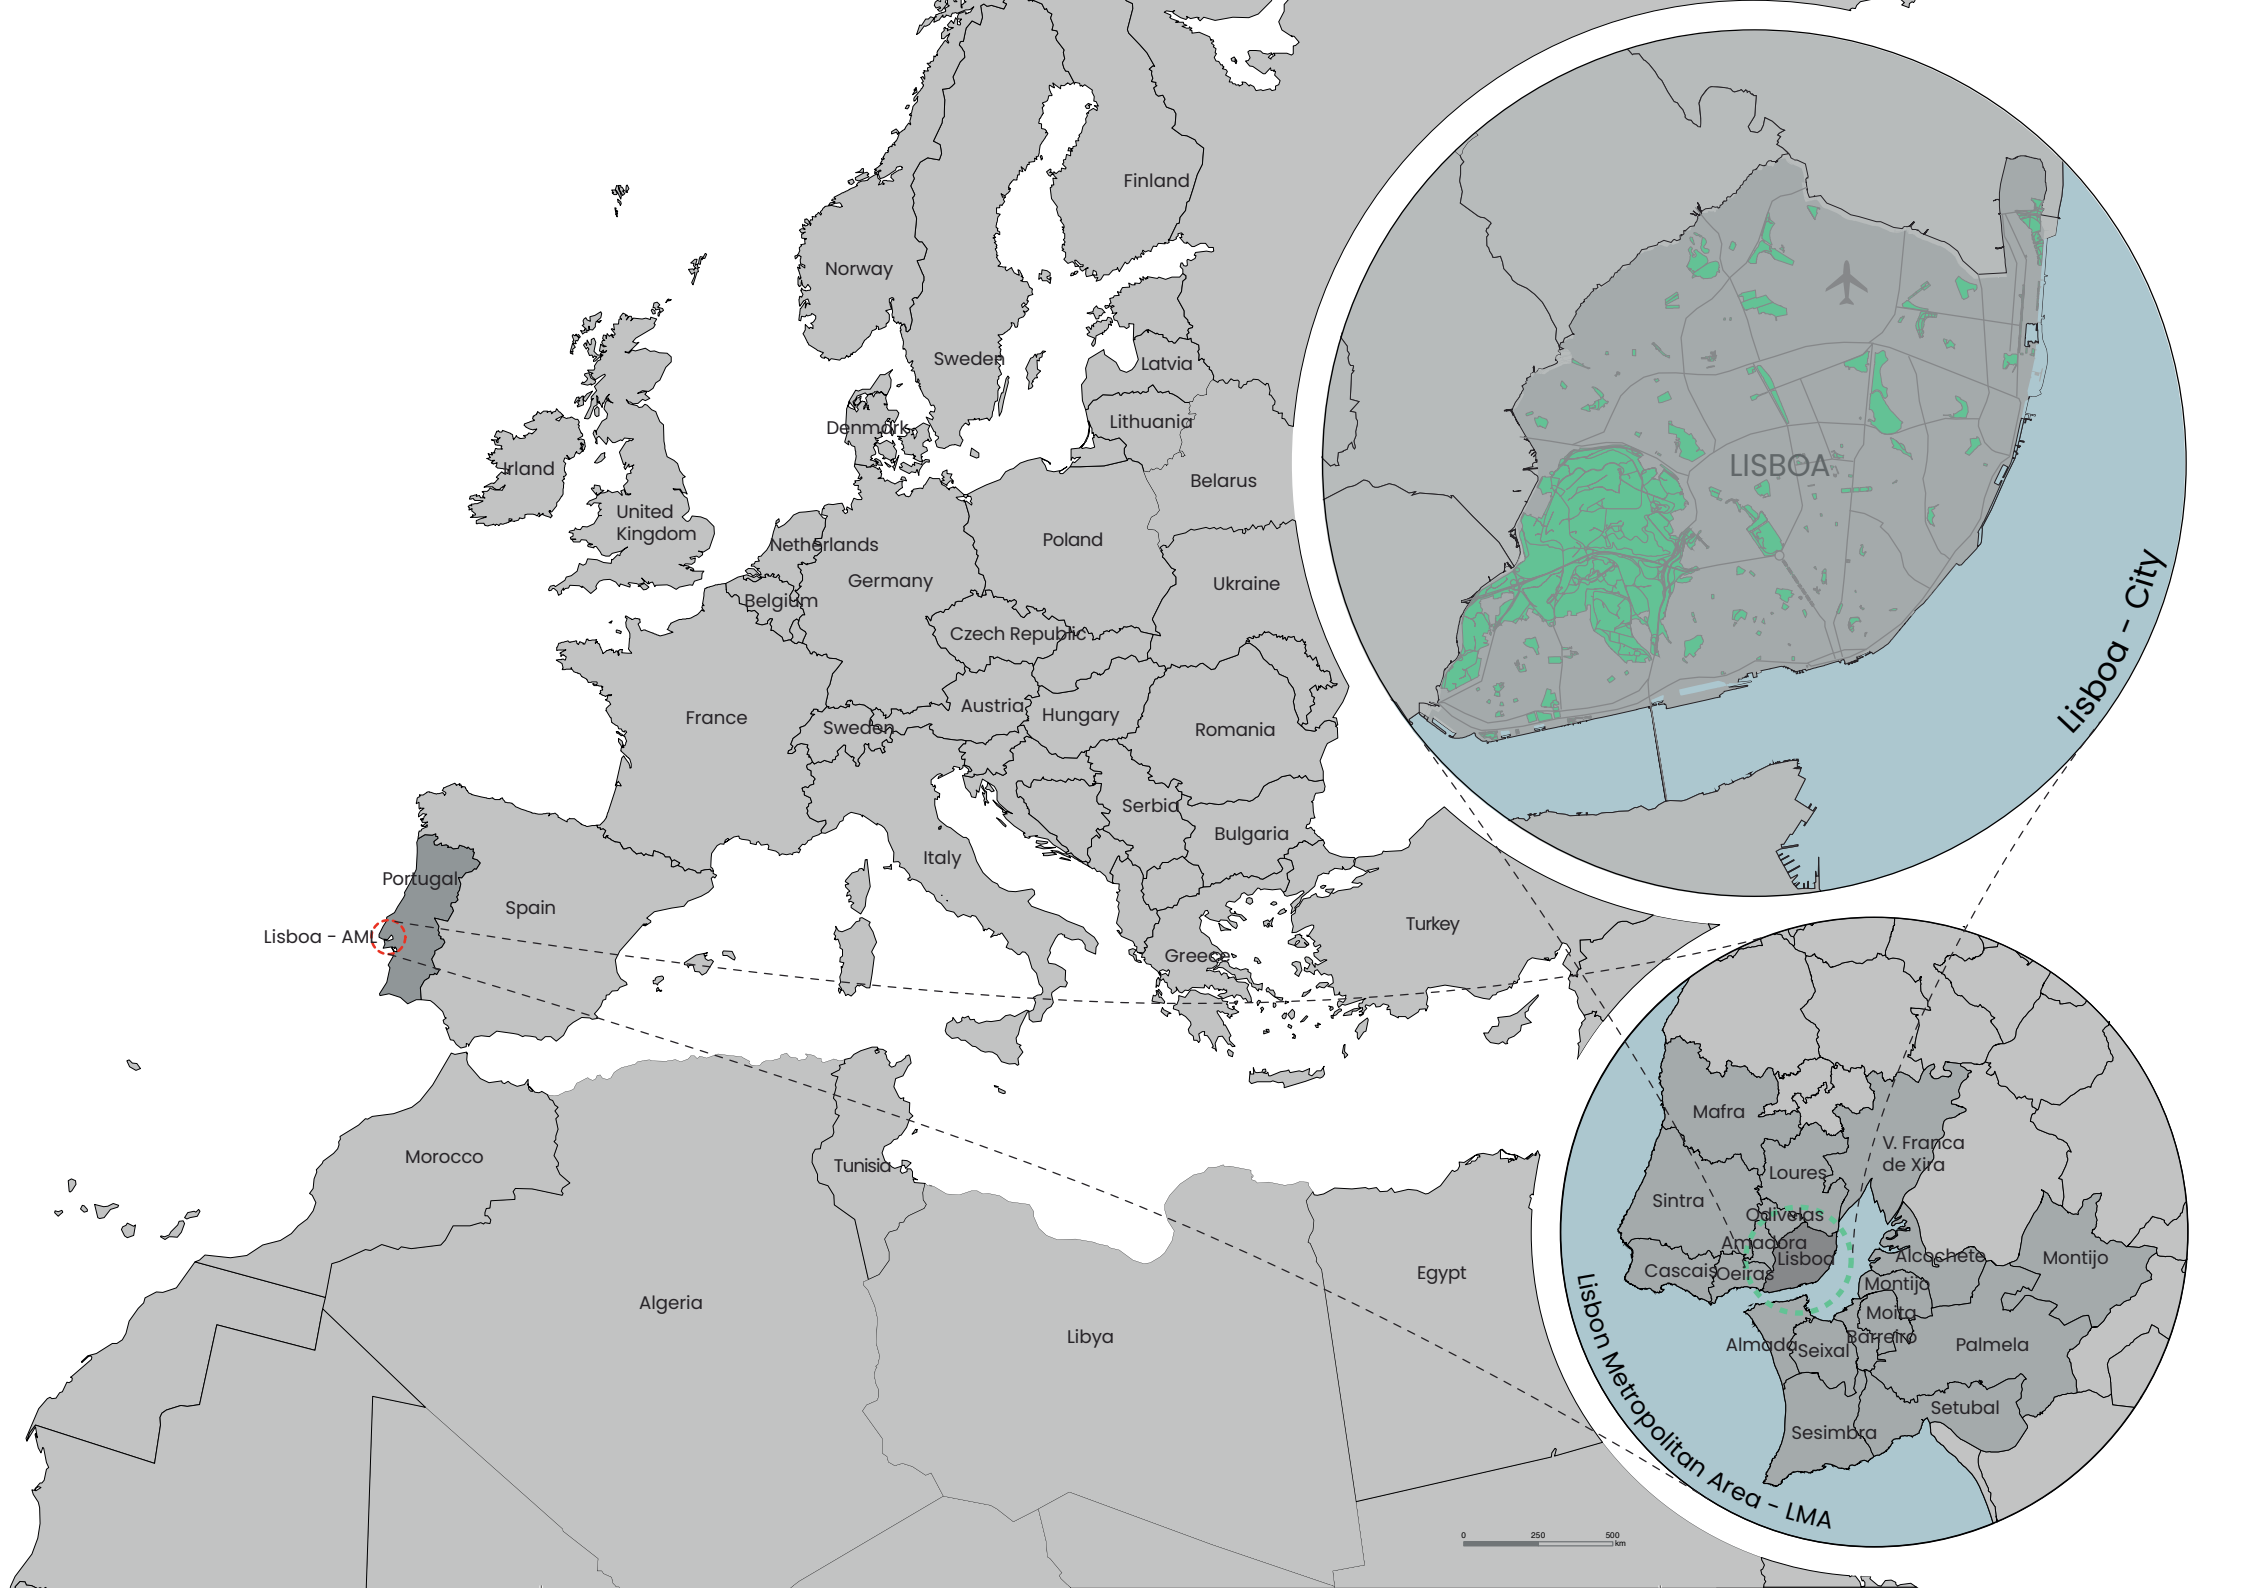 Finland
Norway
Sweden
Latvia
Denmark
Lithuania
Irland
Belarus
United
Kingdom
Netherlands
Poland
Germany
Ukraine
Belgium
Czech Republic
France
Austria
Hungary
Sweden
Romania
Serbia
Bulgaria
Italy
Portugal
Spain
Turkey
Lisboa - AML
Greece
Morocco
Tunisia
Algeria
Egypt
Libya
LISBOA
Lisboa - City
Mafra
V. Franca
de Xira
Loures
Sintra
Odivelas
Amadora
Lisboa
Alcochete
Montijo
Cascais
Oeiras
Montijo
Moita
Barreiro
Almada
Seixal
Palmela
Setubal
Sesimbra
Lisbon Metropolitan Area - LMA
0 250 500
km